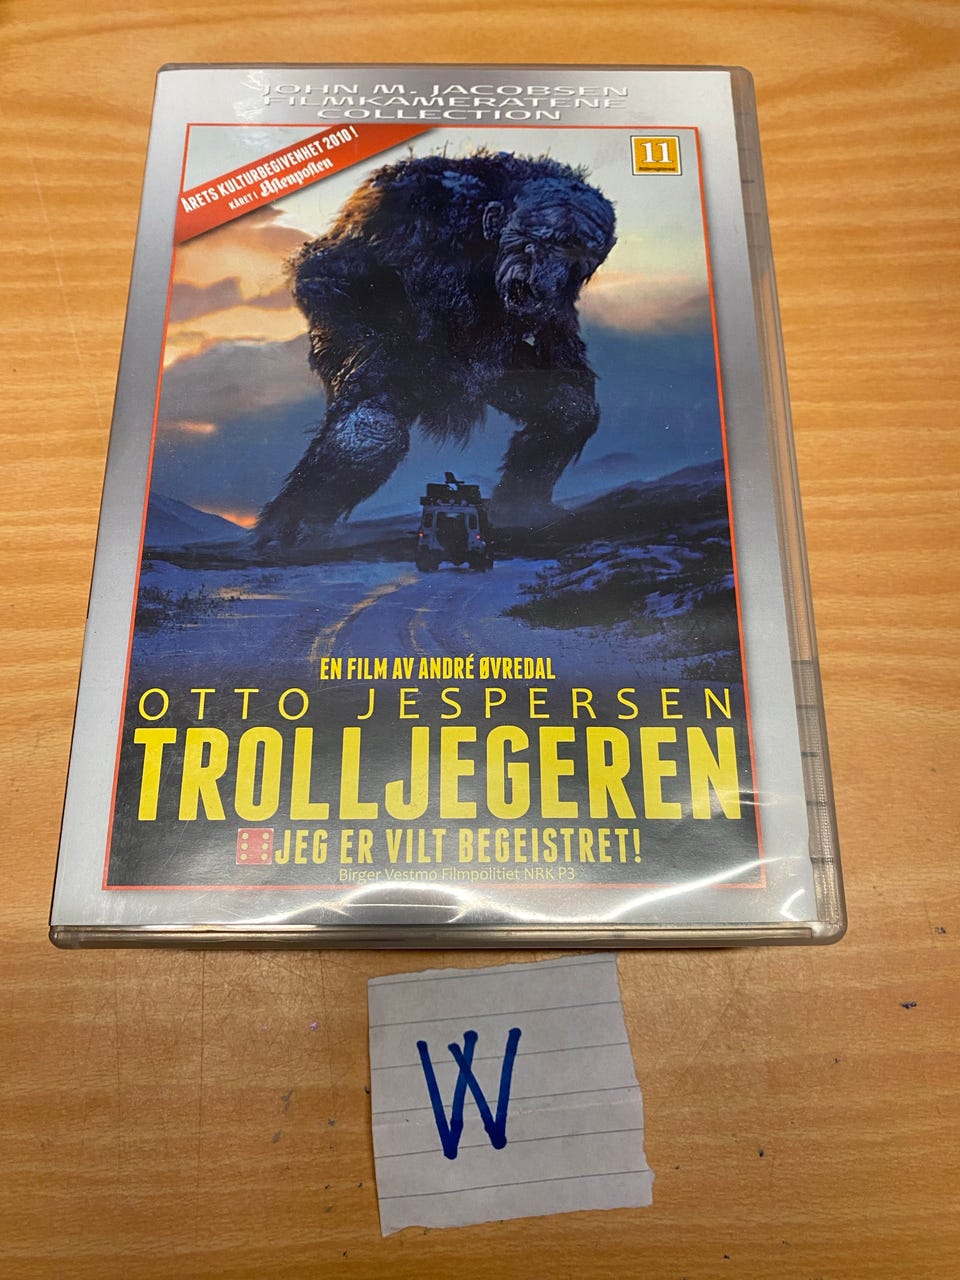 JOHN M. JACOBSEN
FILMKAMERATENE
COLLECTION
ÅRETS KULTURBEGIVENHET 2010!
KÅRET I Aftenposten
11
EN FILM AV ANDRÉ ØVREDAL
OTTO JESPERSEN
TROLLJEGEREN
JEG ER VILT BEGEISTRET!
Birger Vestmo Filmpolitiet NRK P3
W